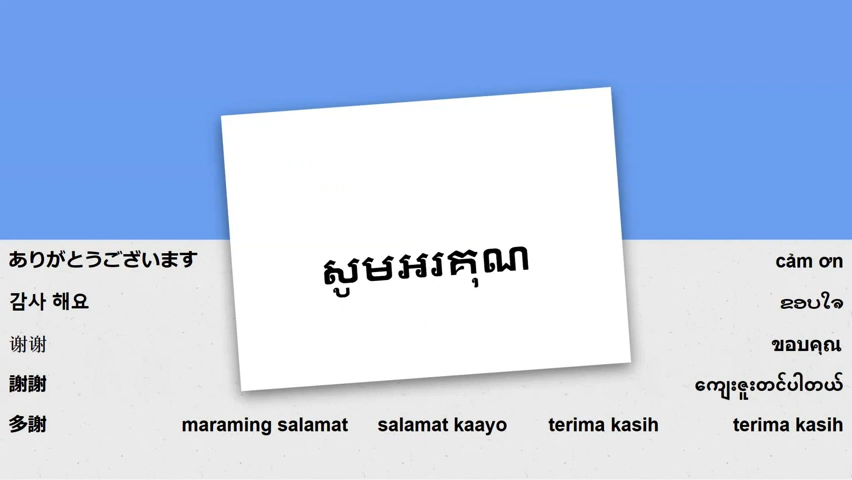 សូមអរគុណ
ありがとうございます
cảm ơn
감사 해요
ຂອບໃຈ
谢谢
ขอบคุณ
謝謝
ကျေးဇူးတင်ပါတယ်
多謝 maraming salamat salamat kaayo terima kasih terima kasih